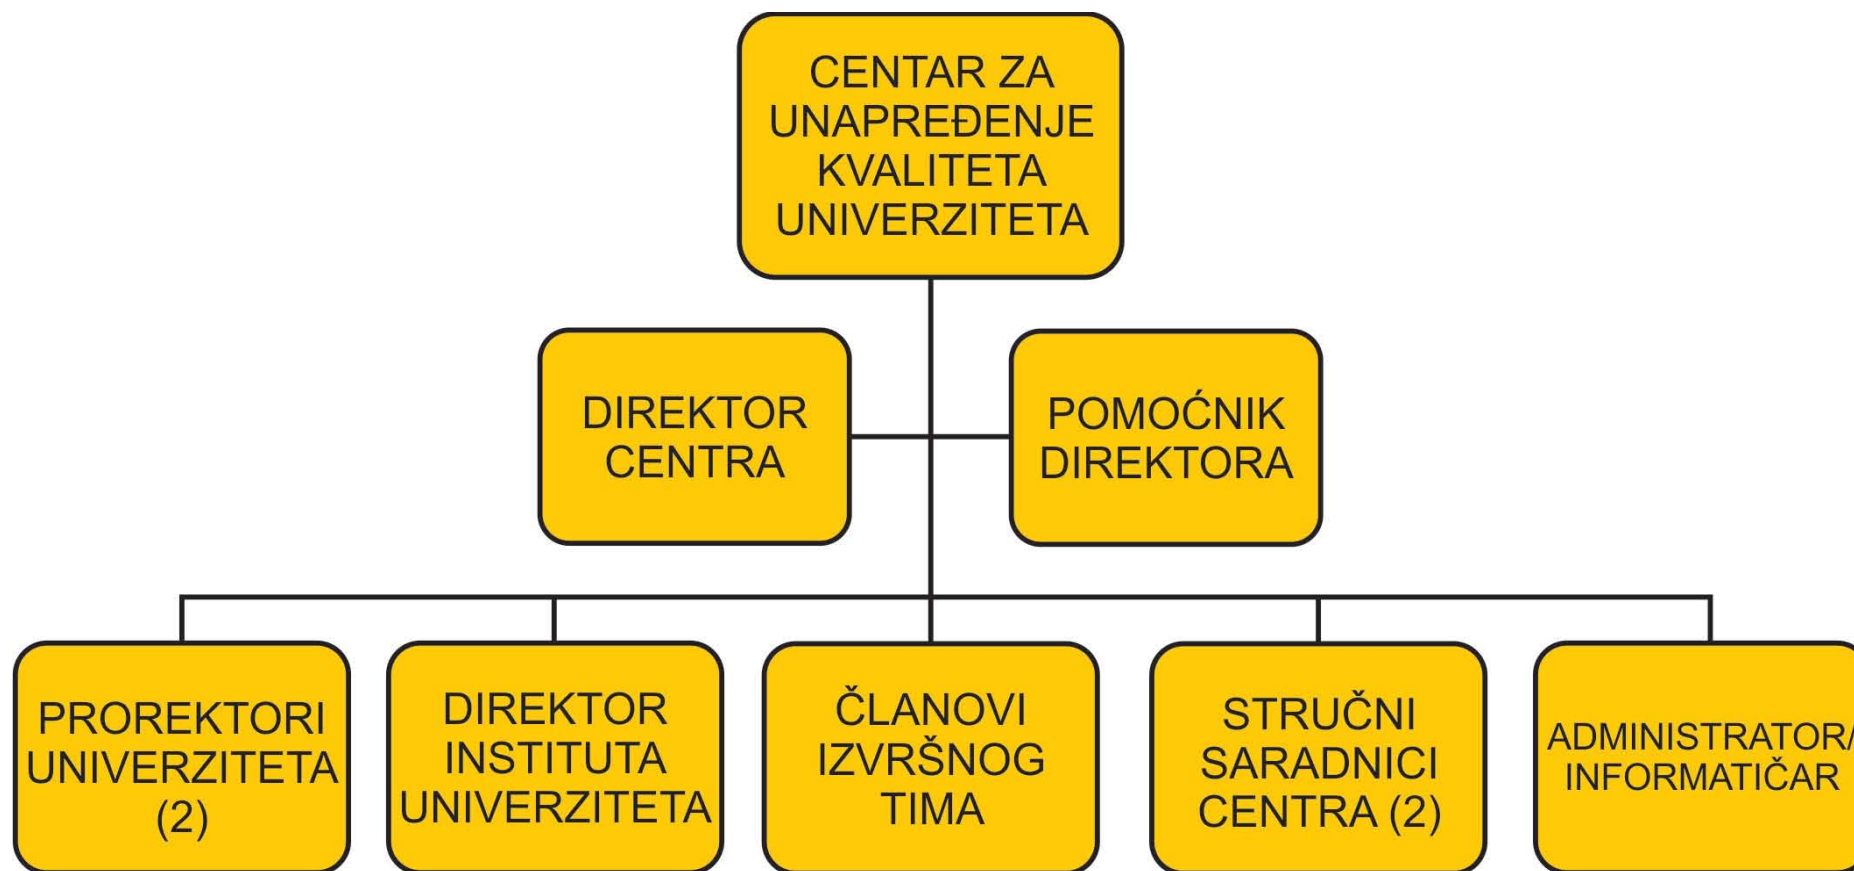 CENTAR ZA
UNAPREĐENJE
KVALITETA
UNIVERZITETA
DIREKTOR
CENTRA
POMOĆNIK
DIREKTORA
PROREKTORI
UNIVERZITETA
(2)
DIREKTOR
INSTITUTA
UNIVERZITETA
ČLANOVI
IZVRŠNOG
TIMA
STRUČNI
SARADNICI
CENTRA (2)
ADMINISTRATOR/
INFORMATIČAR